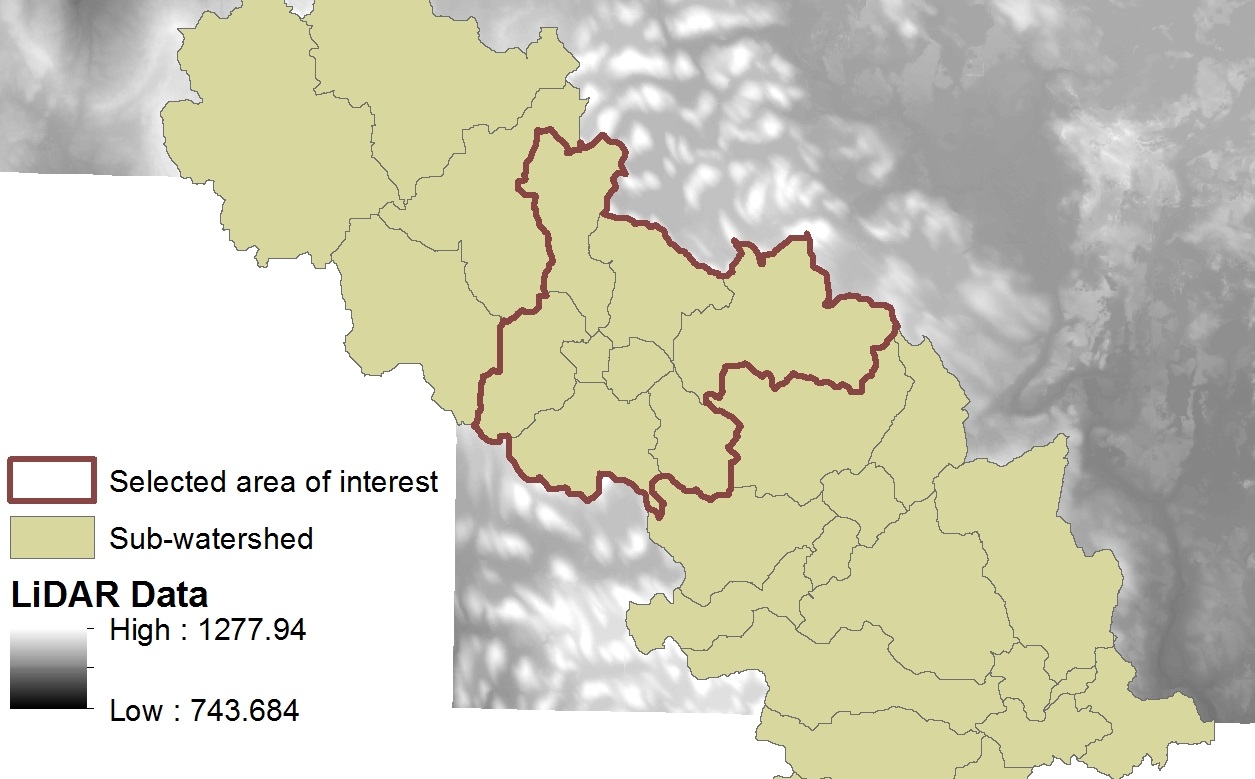 Selected area of interest
Sub-watershed
LiDAR Data
High : 1277.94
Low : 743.684